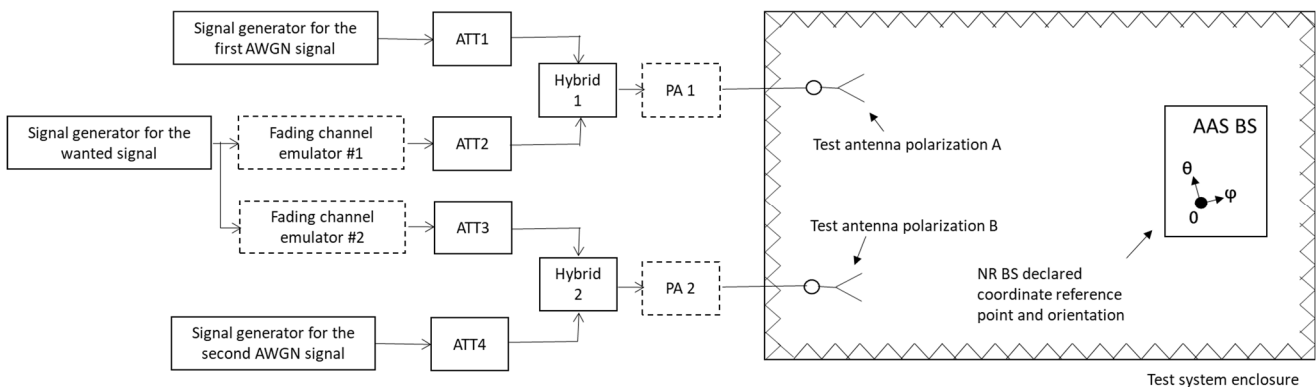 Signal generator for the
first AWGN signal
ATT1
Hybrid
1
PA 1
Signal generator for the
wanted signal
Fading channel
emulator #1
ATT2
Test antenna polarization A
AAS BS
θ
φ
0
Fading channel
emulator #2
ATT3
Test antenna polarization B
Hybrid
2
PA 2
NR BS declared
coordinate reference
point and orientation
Signal generator for the
second AWGN signal
ATT4
Test system enclosure